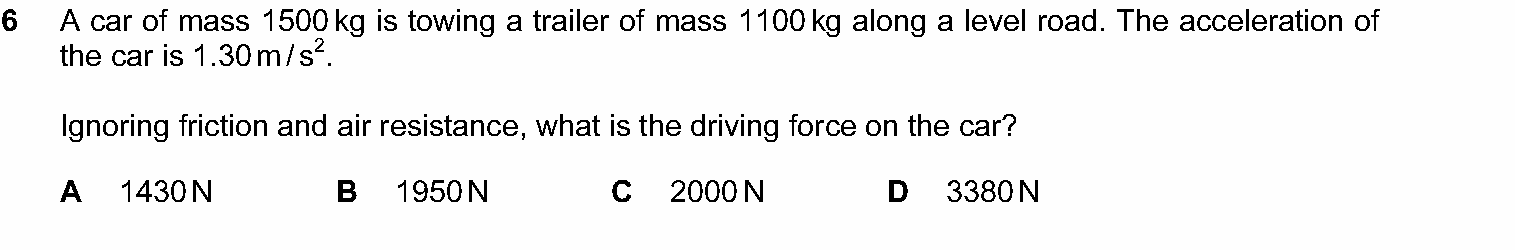 6 A car of mass 1500 kg is towing a trailer of mass 1100 kg along a level road. The acceleration of
the car is 1.30 m / s².
Ignoring friction and air resistance, what is the driving force on the car?
A 1430 N B 1950 N C 2000 N D 3380 N